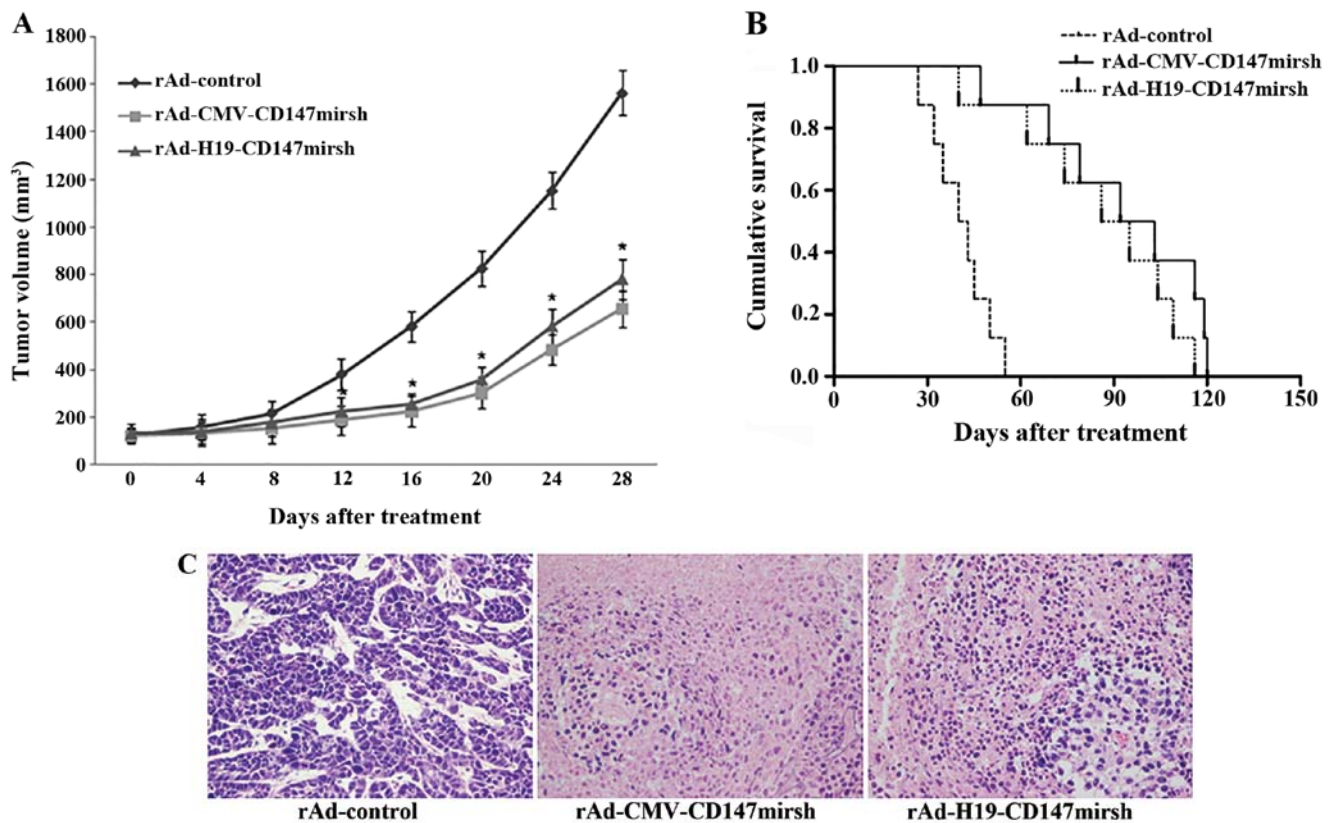 A
1800
1600
1400
1200
1000
800
600
400
200
0
Tumor volume (mm³)
rAd-control
rAd-CMV-CD147mirsh
rAd-H19-CD147mirsh
*
*
*
*
*
0 4 8 12 16 20 24 28
Days after treatment
B
rAd-control
rAd-CMV-CD147mirsh
rAd-H19-CD147mirsh
1.0
0.8
0.6
0.4
0.2
0.0
Cumulative survival
0 30 60 90 120 150
Days after treatment
C
rAd-control rAd-CMV-CD147mirsh rAd-H19-CD147mirsh